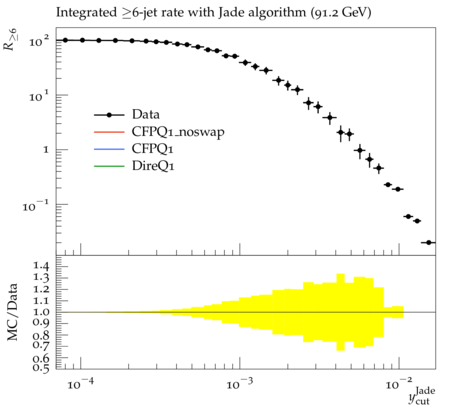 Integrated ≥6-jet rate with Jade algorithm (91.2 GeV)
R≥6
10²
10¹
1
10⁻¹
Data
CFPQ1_noswap
CFPQ1
DireQ1
MC/Data
1.4
1.3
1.2
1.1
1.0
0.9
0.8
0.7
0.6
0.5
10⁻⁴
10⁻³
10⁻²
y_cut^Jade